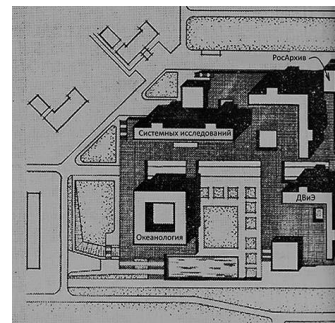 РосАрхив
Системных исследований
ДВиЭ
Океанология